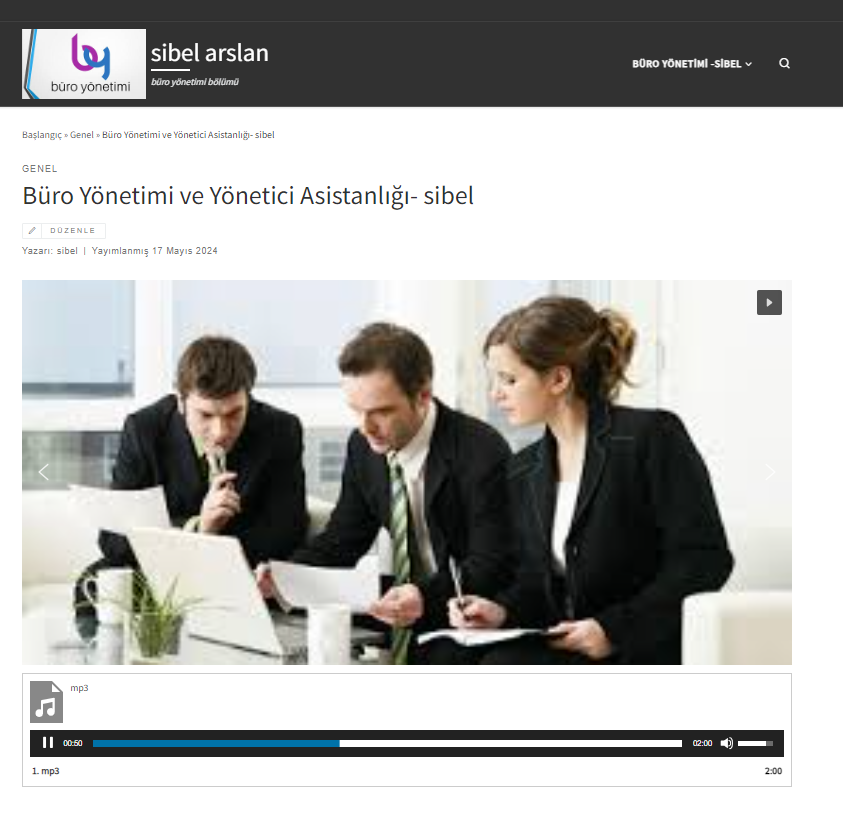 by
büro yönetimi
sibel arslan
büro yönetimi bölümü
BÜRO YÖNETİMİ -SİBEL
Başlangıç » Genel » Büro Yönetimi ve Yönetici Asistanlığı- sibel
GENEL
Büro Yönetimi ve Yönetici Asistanlığı- sibel
DÜZENLE
Yazarı: sibel | Yayımlanmış 17 Mayıs 2024
mp3
00:50 02:00
1. mp3 2:00